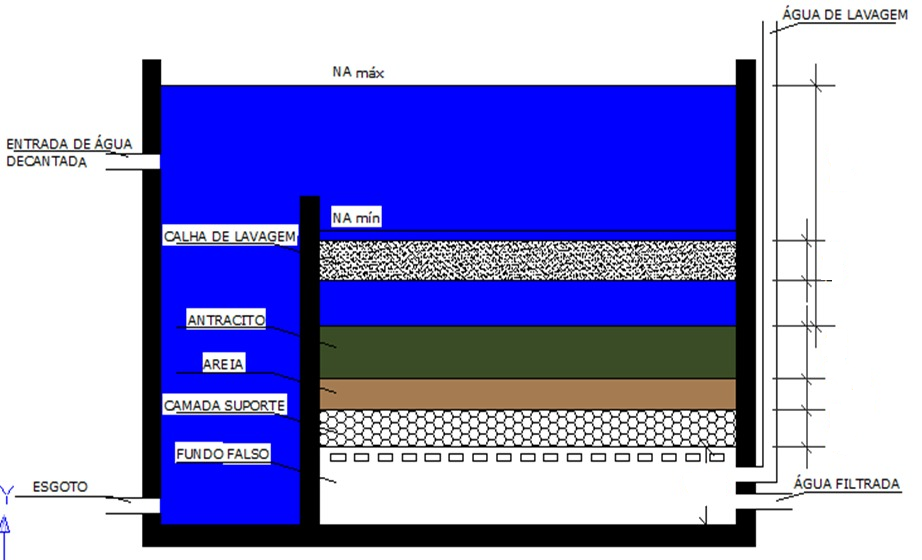 ÁGUA DE LAVAGEM
NA máx
ENTRADA DE ÁGUA
DECANTADA
NA mín
CALHA DE LAVAGEM
ANTRACITO
AREIA
CAMADA SUPORTE
FUNDO FALSO
ESGOTO
ÁGUA FILTRADA
Y